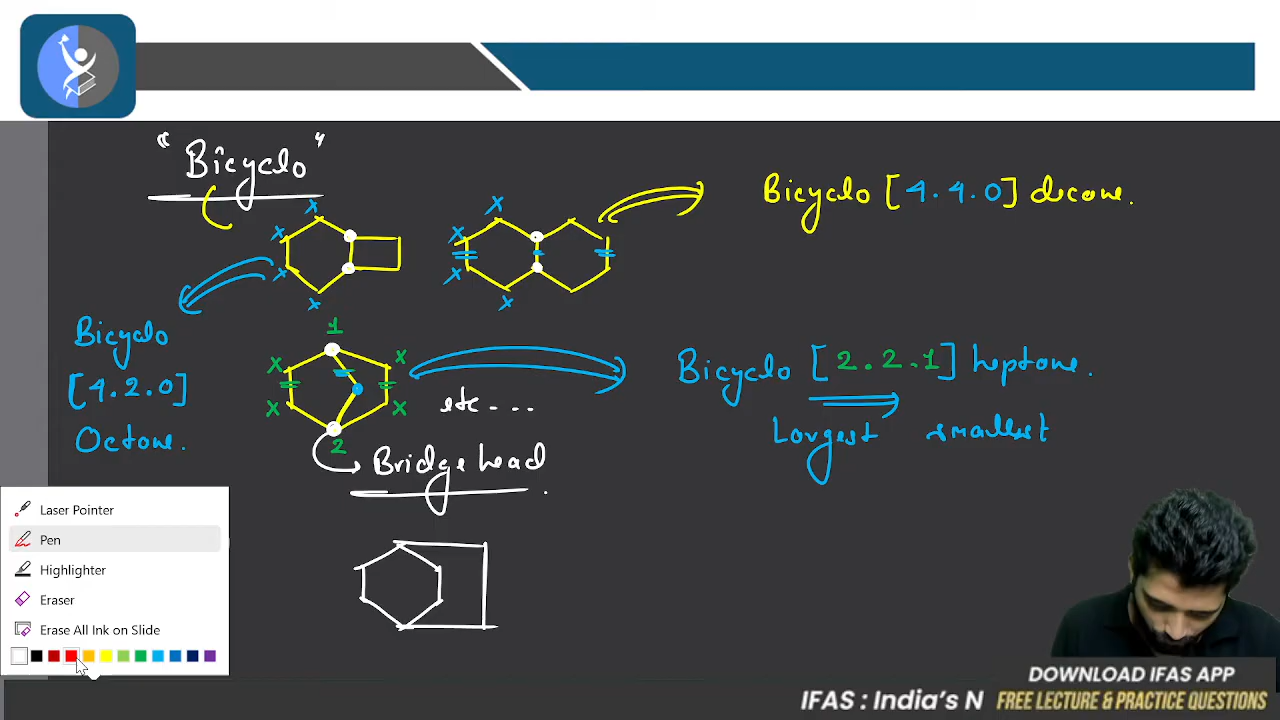 "Bicyclo"
Bicyclo [4.4.0] decane.
x x x x
x x x x
Bicyclo
[4.2.0]
Octane.
1
x x
x x
2
etc...
Bridge head
Bicyclo [2.2.1] heptane.
Largest smallest
Laser Pointer
Pen
Highlighter
Eraser
Erase All Ink on Slide
DOWNLOAD IFAS APP
IFAS : India's N FREE LECTURE & PRACTICE QUESTIONS